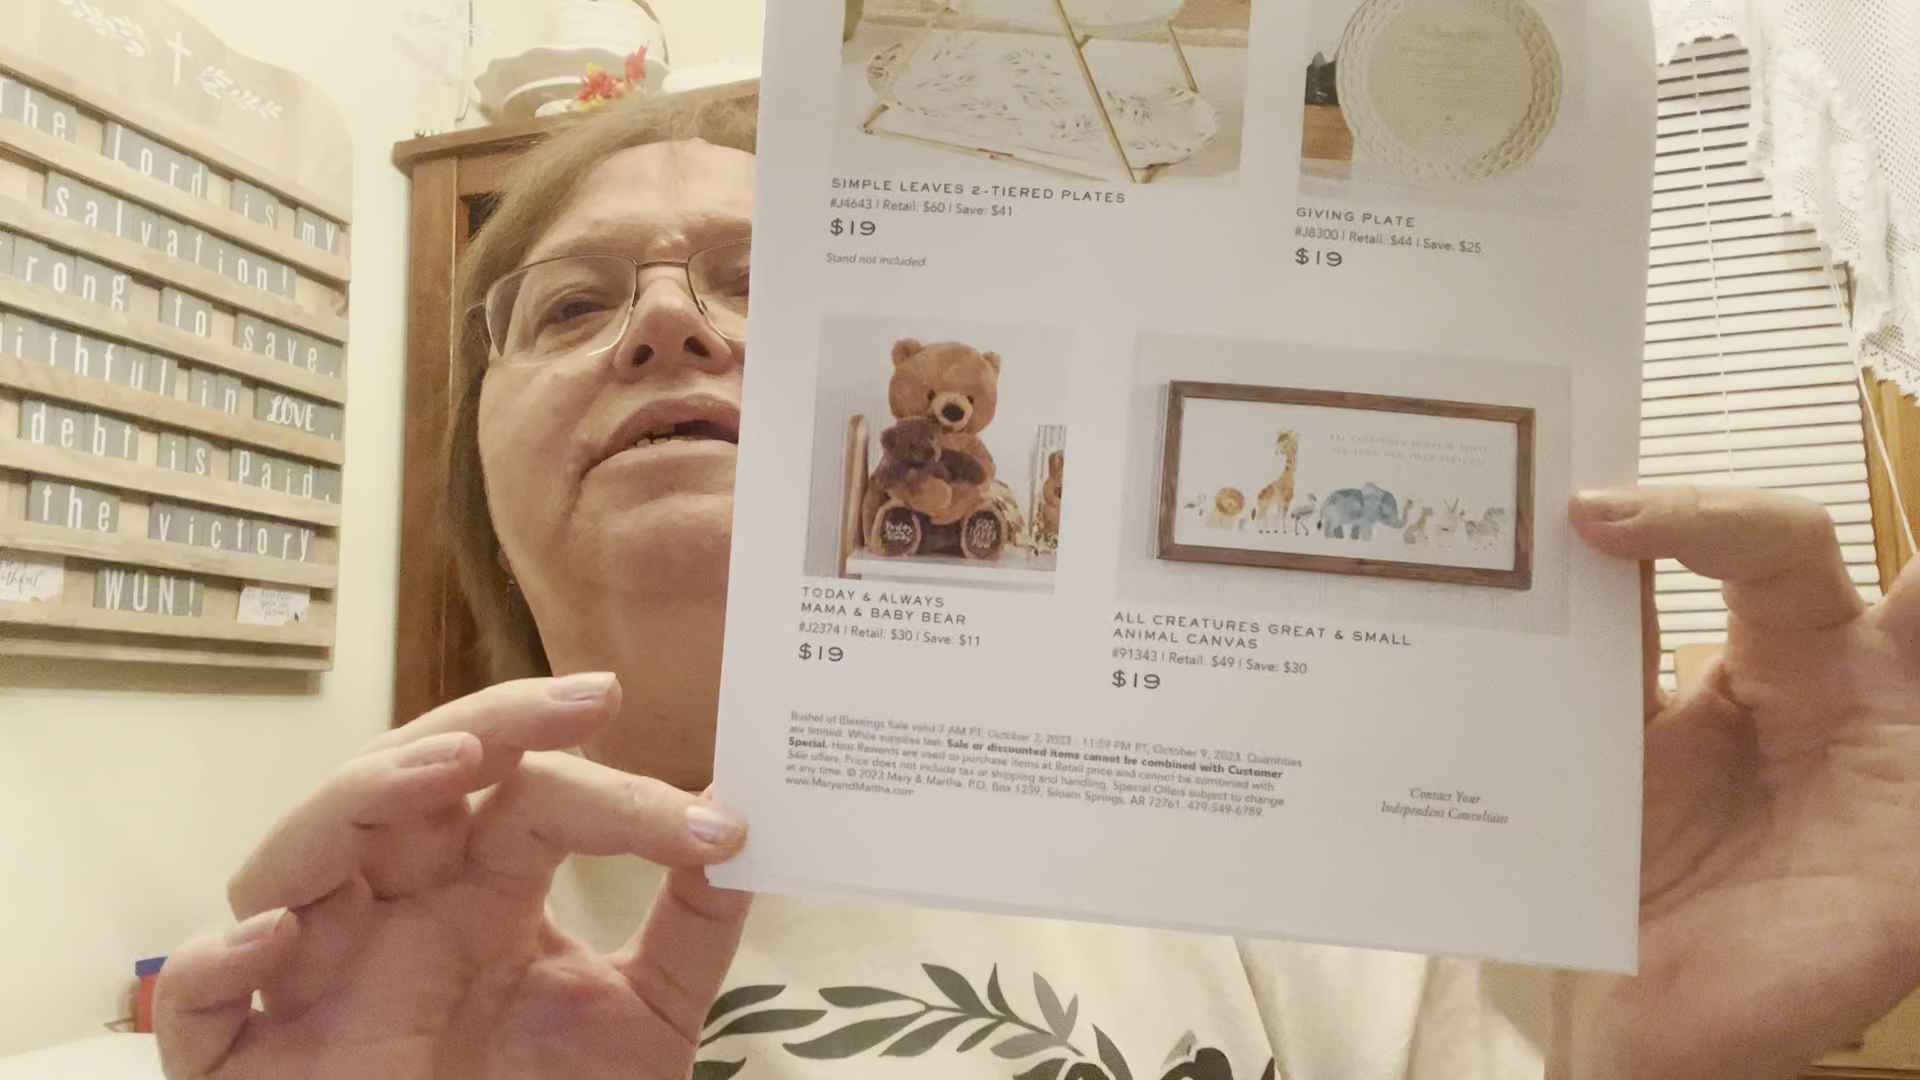 The
Lord is my
salvation!
rong to save,
ithful in LOVE,
debt is paid,
the victory
WON!
SIMPLE LEAVES 2-TIERED PLATES
#J4643 | Retail: $60 | Save: $41
$19
Stand not included.
GIVING PLATE
#J8300 | Retail: $44 | Save: $25
$19
TODAY & ALWAYS
MAMA & BABY BEAR
#J2374 | Retail: $30 | Save: $11
$19
ALL CREATURES GREAT & SMALL
ANIMAL CANVAS
#91343 | Retail: $49 | Save: $30
$19
Bushel of Blessings Sale valid 7 AM PT, October 2, 2023 - 11:59 PM PT, October 9, 2023. Quantities
are limited. While supplies last. Sale or discounted items cannot be combined with Customer
Special. Host Rewards are used to purchase items at Retail price and cannot be combined with
Sale offers. Price does not include tax or shipping and handling. Special Offers subject to change
at any time. © 2023 Mary & Martha. P.O. Box 1239, Siloam Springs, AR 72761. 479-549-6789.
www.MaryandMartha.com
Contact Your
Independent Consultant